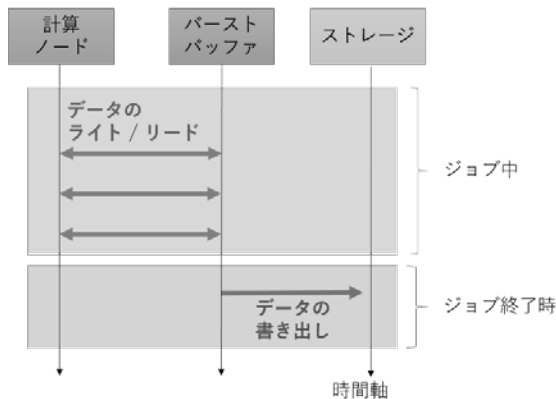 計算
ノード
バースト
バッファ
ストレージ
データの
ライト / リード
ジョブ中
データの
書き出し
ジョブ終了時
時間軸